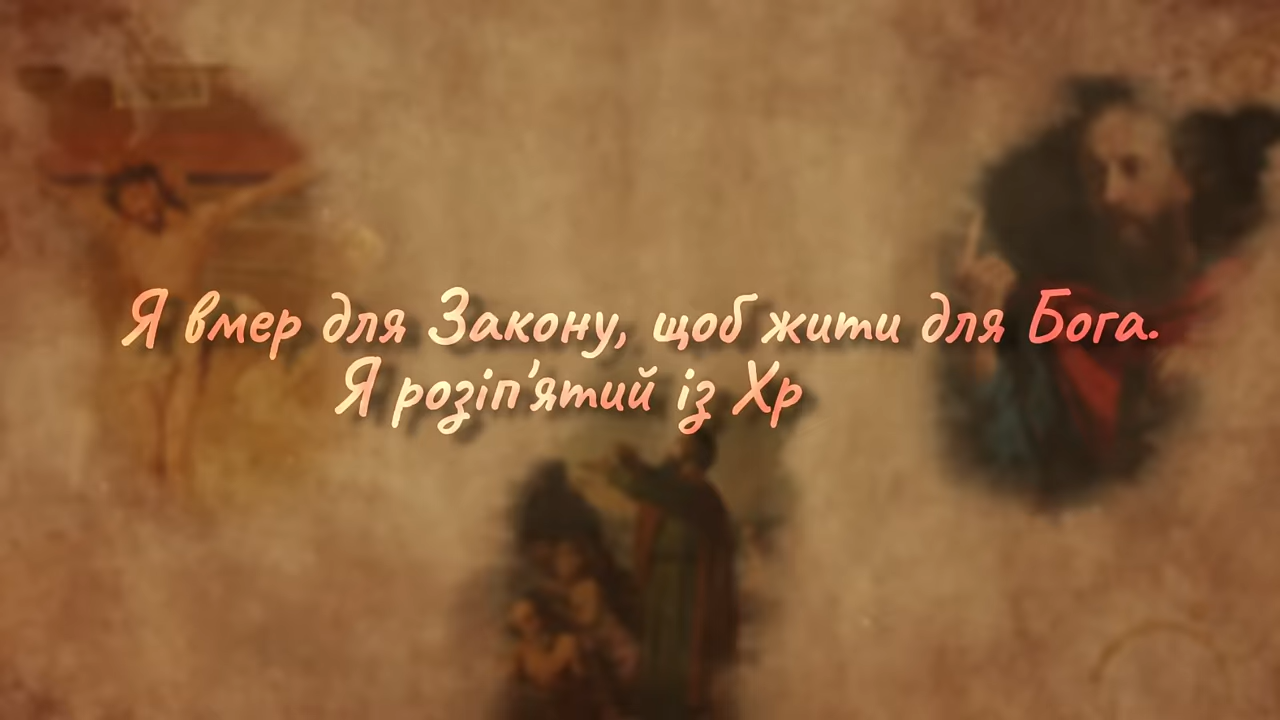 Я вмер для Закону, щоб жити для Бога.
Я розіп'ятий із Хр